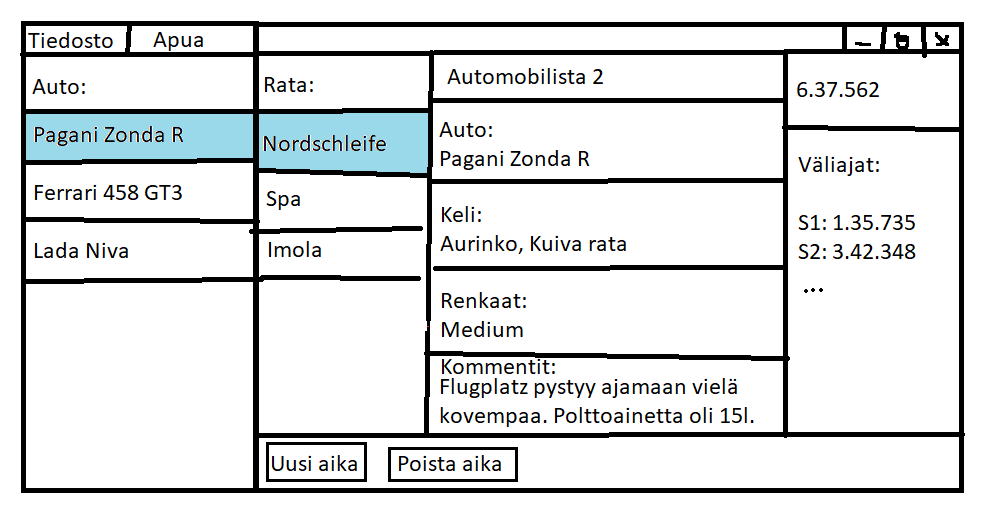 Tiedosto
Apua
Auto:
Pagani Zonda R
Ferrari 458 GT3
Lada Niva
Rata:
Nordschleife
Spa
Imola
Automobilista 2
Auto:
Pagani Zonda R
Keli:
Aurinko, Kuiva rata
Renkaat:
Medium
Kommentit:
Flugplatz pystyy ajamaan vielä
kovempaa. Polttoainetta oli 15l.
6.37.562
Väliajat:
S1: 1.35.735
S2: 3.42.348
...
Uusi aika
Poista aika